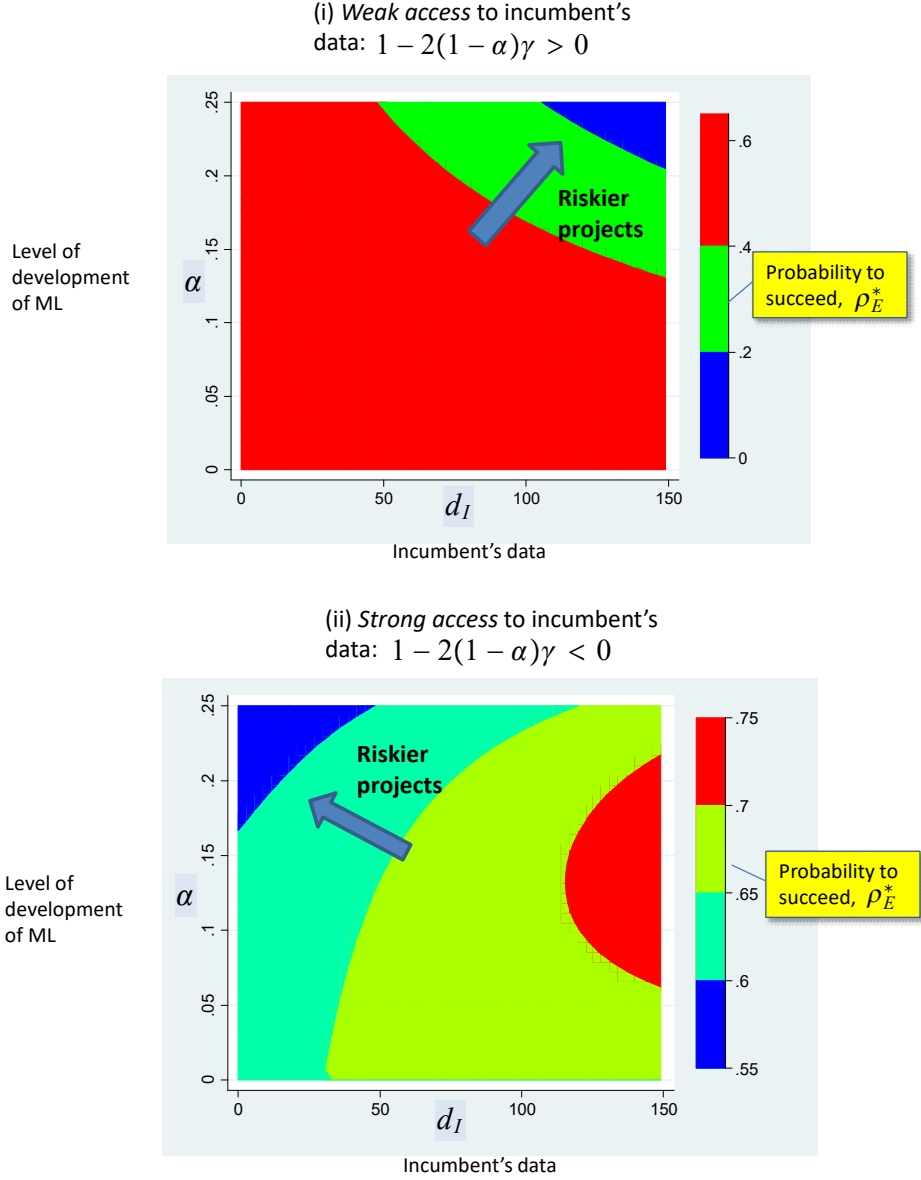 (i) Weak access to incumbent's
data: 1 − 2(1 − α)γ > 0
.25
.2
.15
.1
.05
0
Level of
development
of ML
α
Riskier
projects
.6
.4
.2
0
Probability to
succeed, ρ*E
0
50
100
150
dI
Incumbent's data
(ii) Strong access to incumbent's
data: 1 − 2(1 − α)γ < 0
.25
.2
.15
.1
.05
0
Level of
development
of ML
α
Riskier
projects
.75
.7
.65
.6
.55
Probability to
succeed, ρ*E
0
50
100
150
dI
Incumbent's data